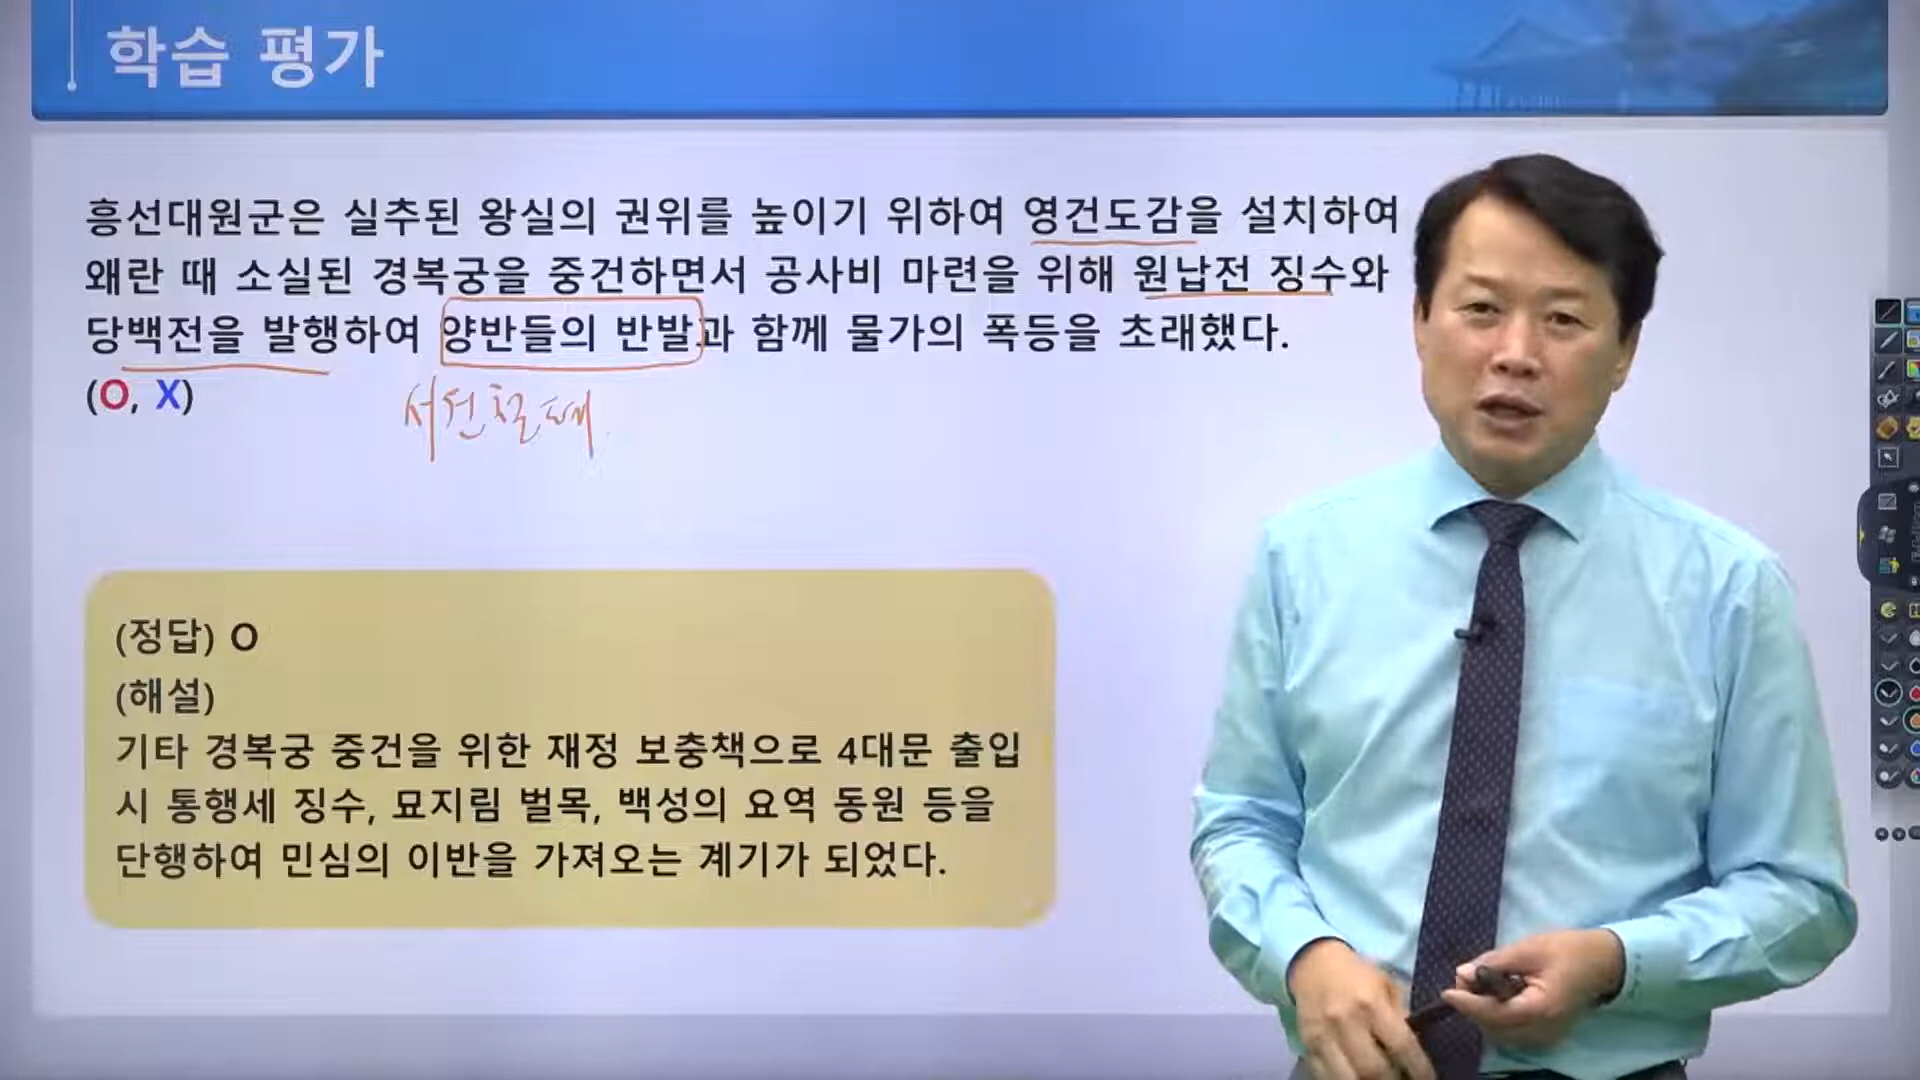 학습 평가
흥선대원군은 실추된 왕실의 권위를 높이기 위하여 영건도감을 설치하여
왜란 때 소실된 경복궁을 중건하면서 공사비 마련을 위해 원납전 징수와
당백전을 발행하여 양반들의 반발과 함께 물가의 폭등을 초래했다.
(O, X)
서원철폐
(정답) O
(해설)
기타 경복궁 중건을 위한 재정 보충책으로 4대문 출입
시 통행세 징수, 묘지림 벌목, 백성의 요역 동원 등을
단행하여 민심의 이반을 가져오는 계기가 되었다.